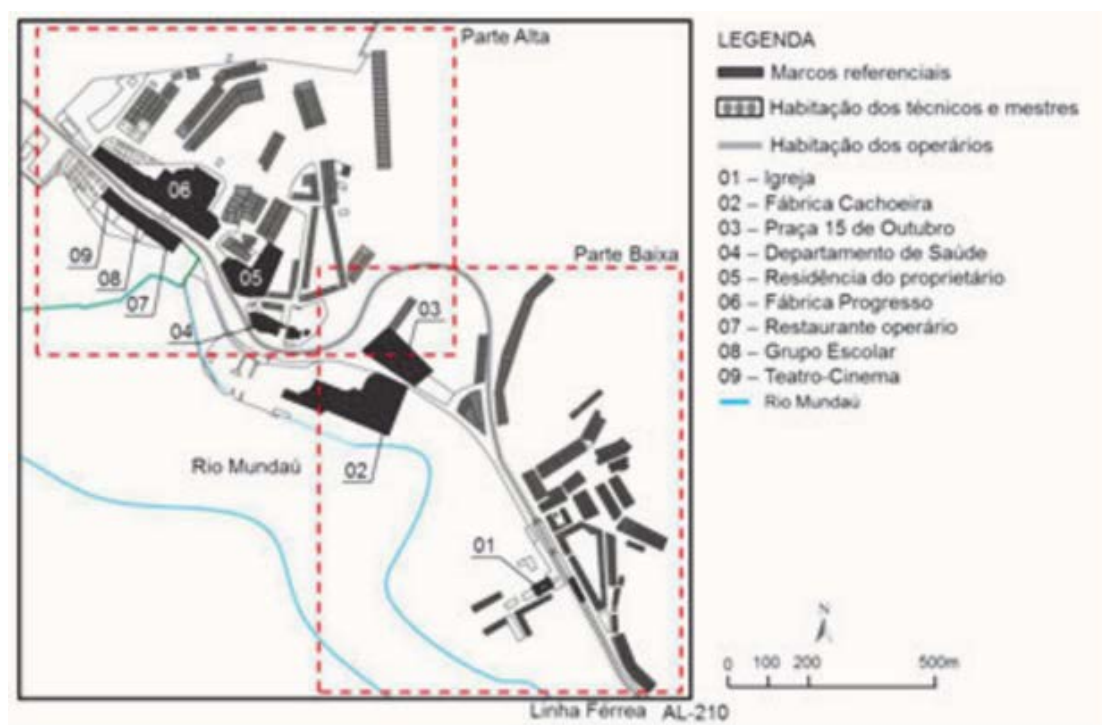 Parte Alta
06
09
08
07
05
04
Parte Baixa
03
02
Rio Mundaú
01
Linha Férrea AL-210
LEGENDA
Marcos referenciais
Habitação dos técnicos e mestres
Habitação dos operários
01 – Igreja
02 – Fábrica Cachoeira
03 – Praça 15 de Outubro
04 – Departamento de Saúde
05 – Residência do proprietário
06 – Fábrica Progresso
07 – Restaurante operário
08 – Grupo Escolar
09 – Teatro-Cinema
Rio Mundaú
N
0 100 200 500m